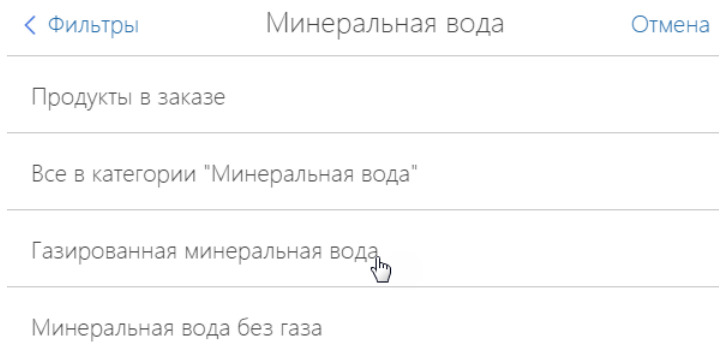 Фильтры Минеральная вода Отмена
Продукты в заказе
Все в категории "Минеральная вода"
Газированная минеральная вода
Минеральная вода без газа